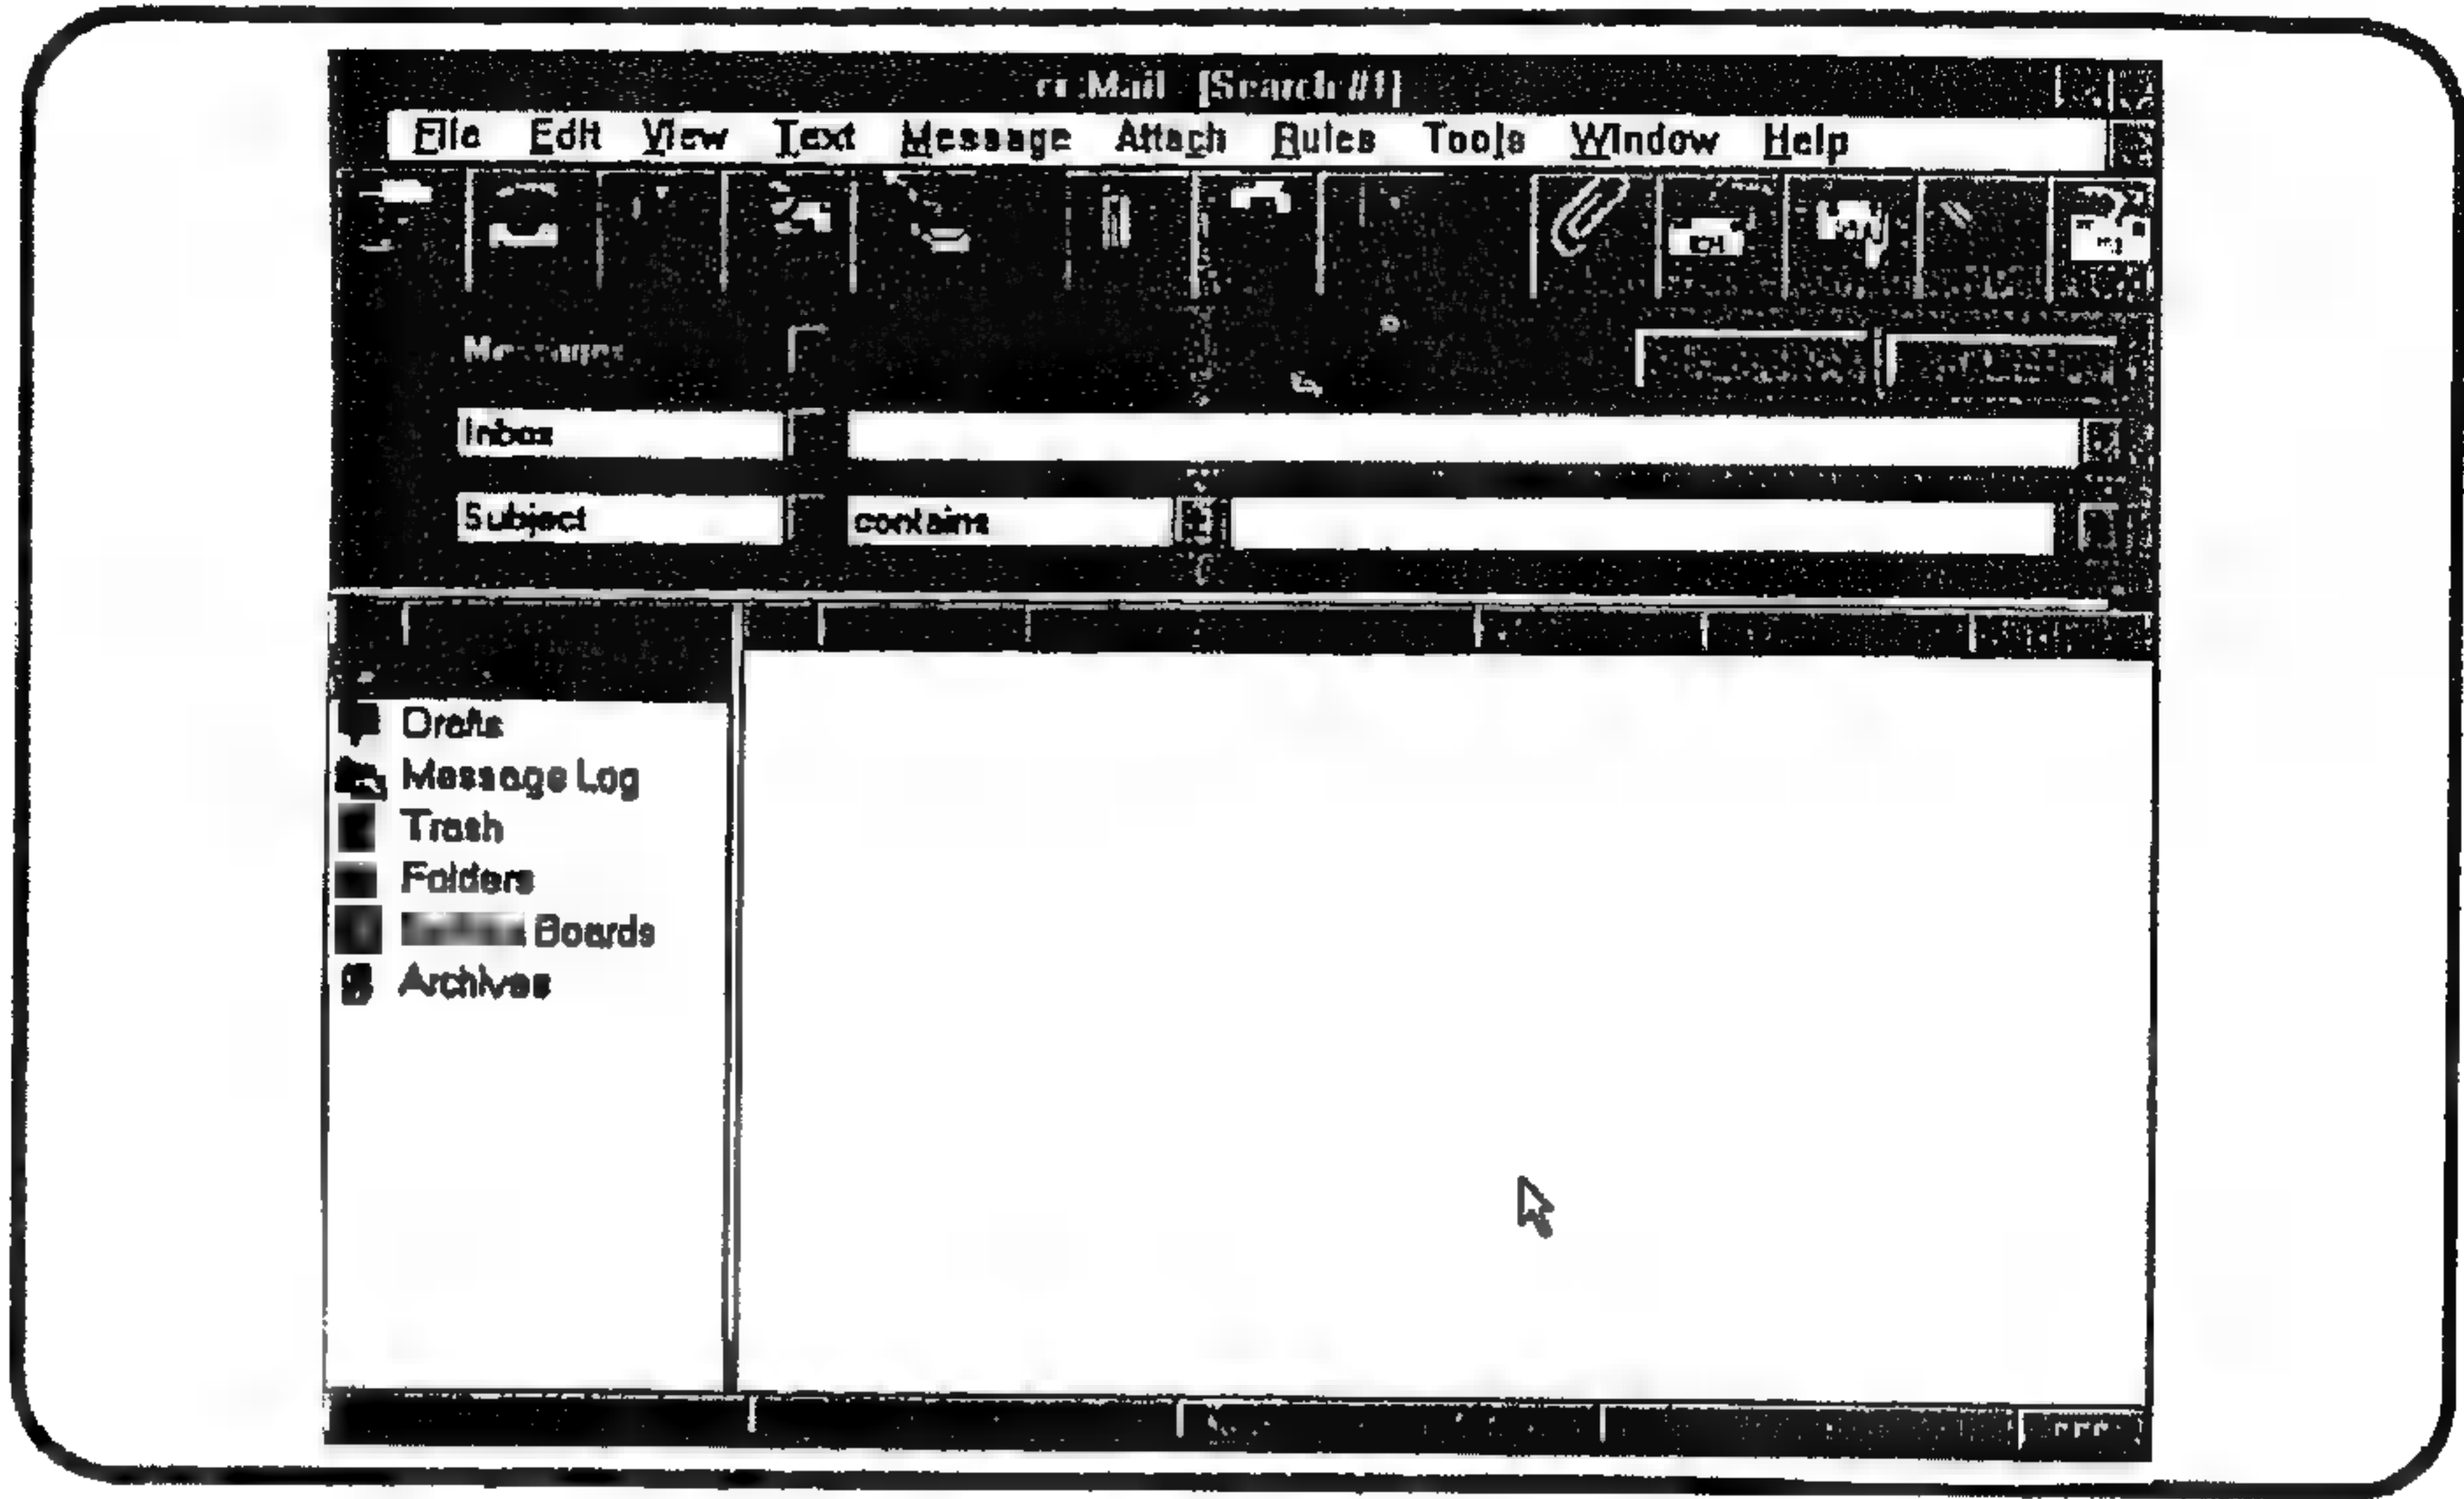 cc:Mail [Search #1]
File Edit View Text Message Attach Rules Tools Window Help
Messages
Inbox
Subject contains
Drafts
Message Log
Trash
Folders
Boards
Archives